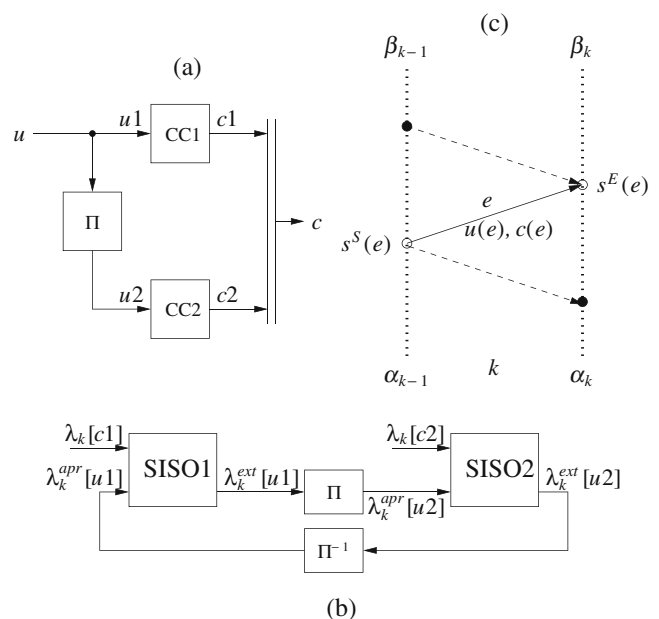 (a)
u
u1
CC1
c1
Π
c
u2
CC2
c2
(c)
β_{k−1}
β_k
s^E(e)
e
u(e), c(e)
s^S(e)
α_{k−1}
k
α_k
λ_k[c1]
λ_k^{apr}[u1]
SISO1
λ_k^{ext}[u1]
Π
λ_k[c2]
λ_k^{apr}[u2]
SISO2
λ_k^{ext}[u2]
Π^{−1}
(b)